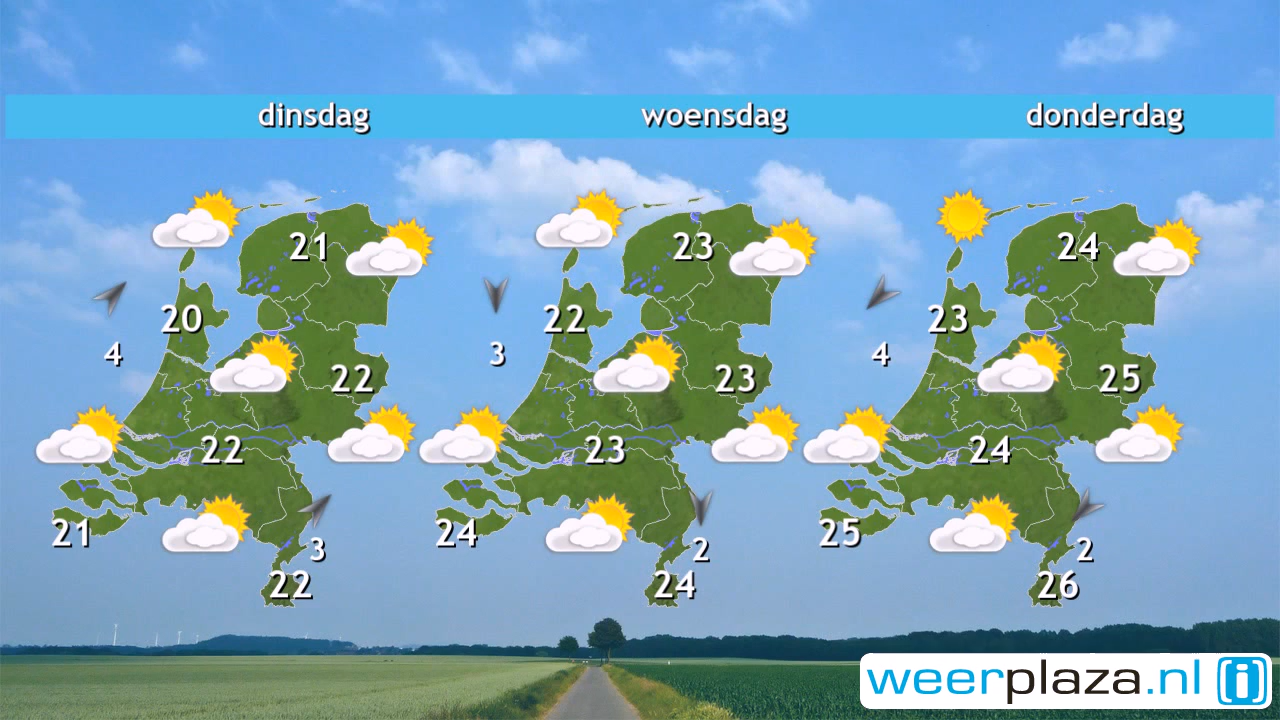 dinsdag woensdag donderdag
21 23 24
20 22 23
4 3 4
22 23 25
22 23 24
21 24 25
3 2 2
22 24 26
weerplaza.nl i